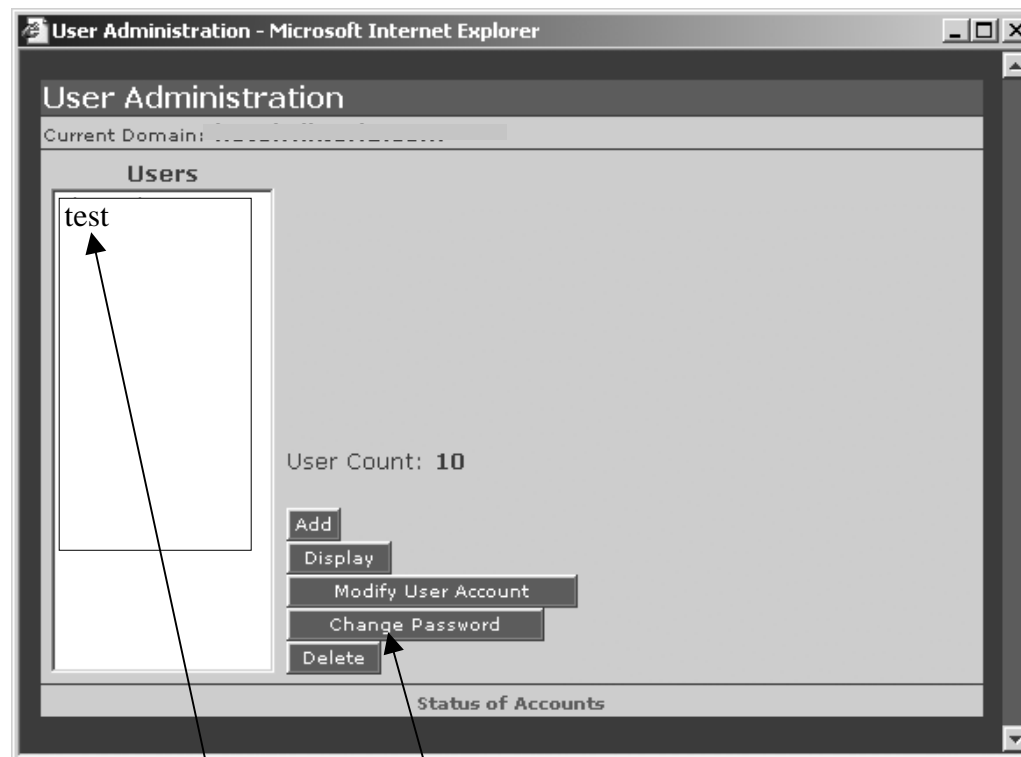 User Administration - Microsoft Internet Explorer
User Administration
Current Domain:
Users
test
User Count: 10
Add
Display
Modify User Account
Change Password
Delete
Status of Accounts